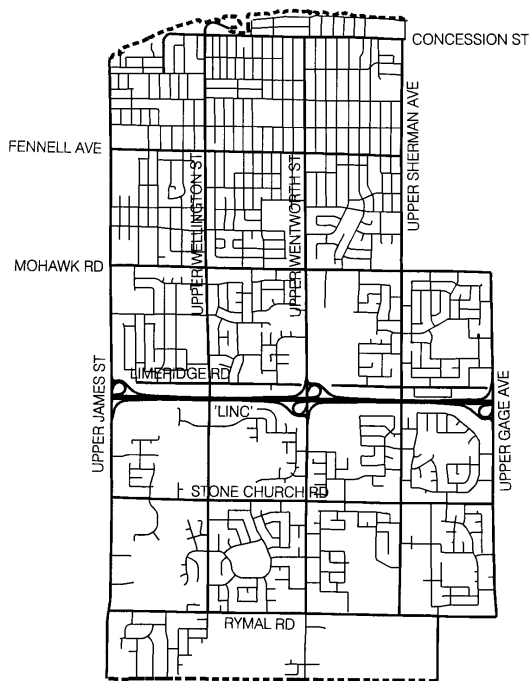 CONCESSION ST
FENNELL AVE
UPPER SHERMAN AVE
UPPER WELLINGTON ST
UPPER WENTWORTH ST
MOHAWK RD
LIMERIDGE RD
UPPER JAMES ST
'LINC'
UPPER GAGE AVE
STONE CHURCH RD
RYMAL RD